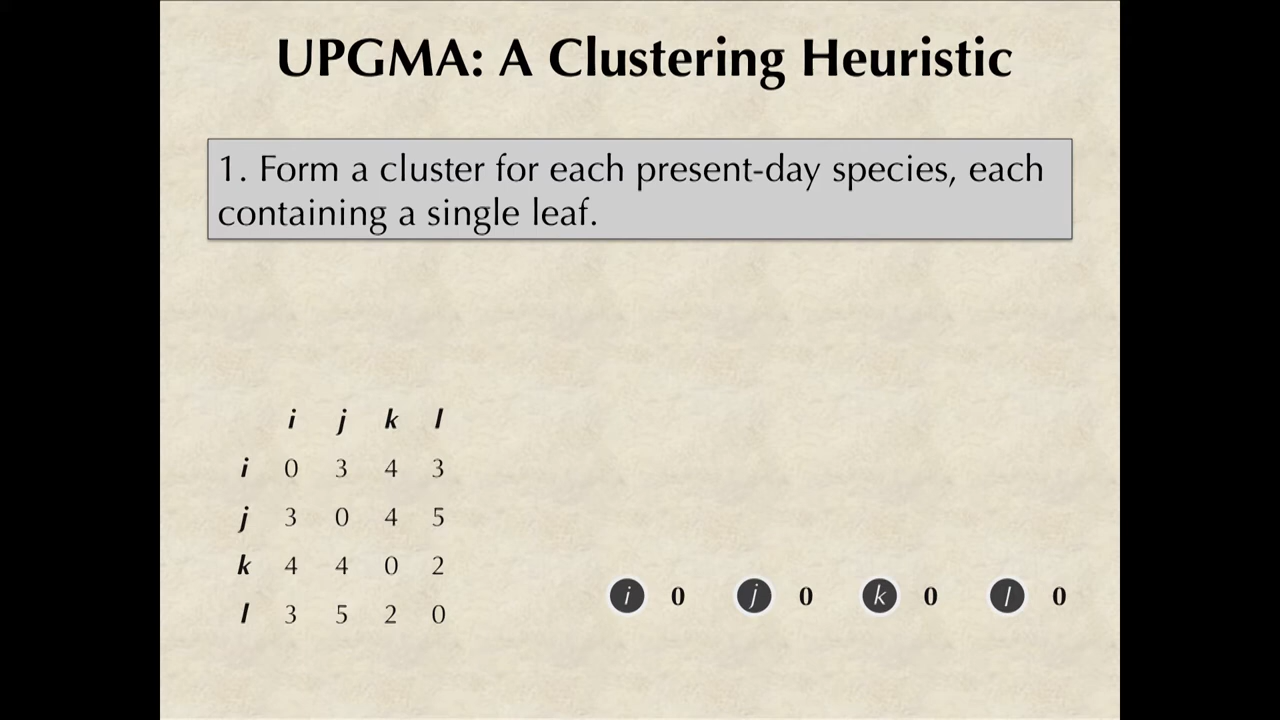 UPGMA: A Clustering Heuristic
1. Form a cluster for each present-day species, each
containing a single leaf.
i j k l
i 0 3 4 3
j 3 0 4 5
k 4 4 0 2
l 3 5 2 0
i 0 j 0 k 0 l 0